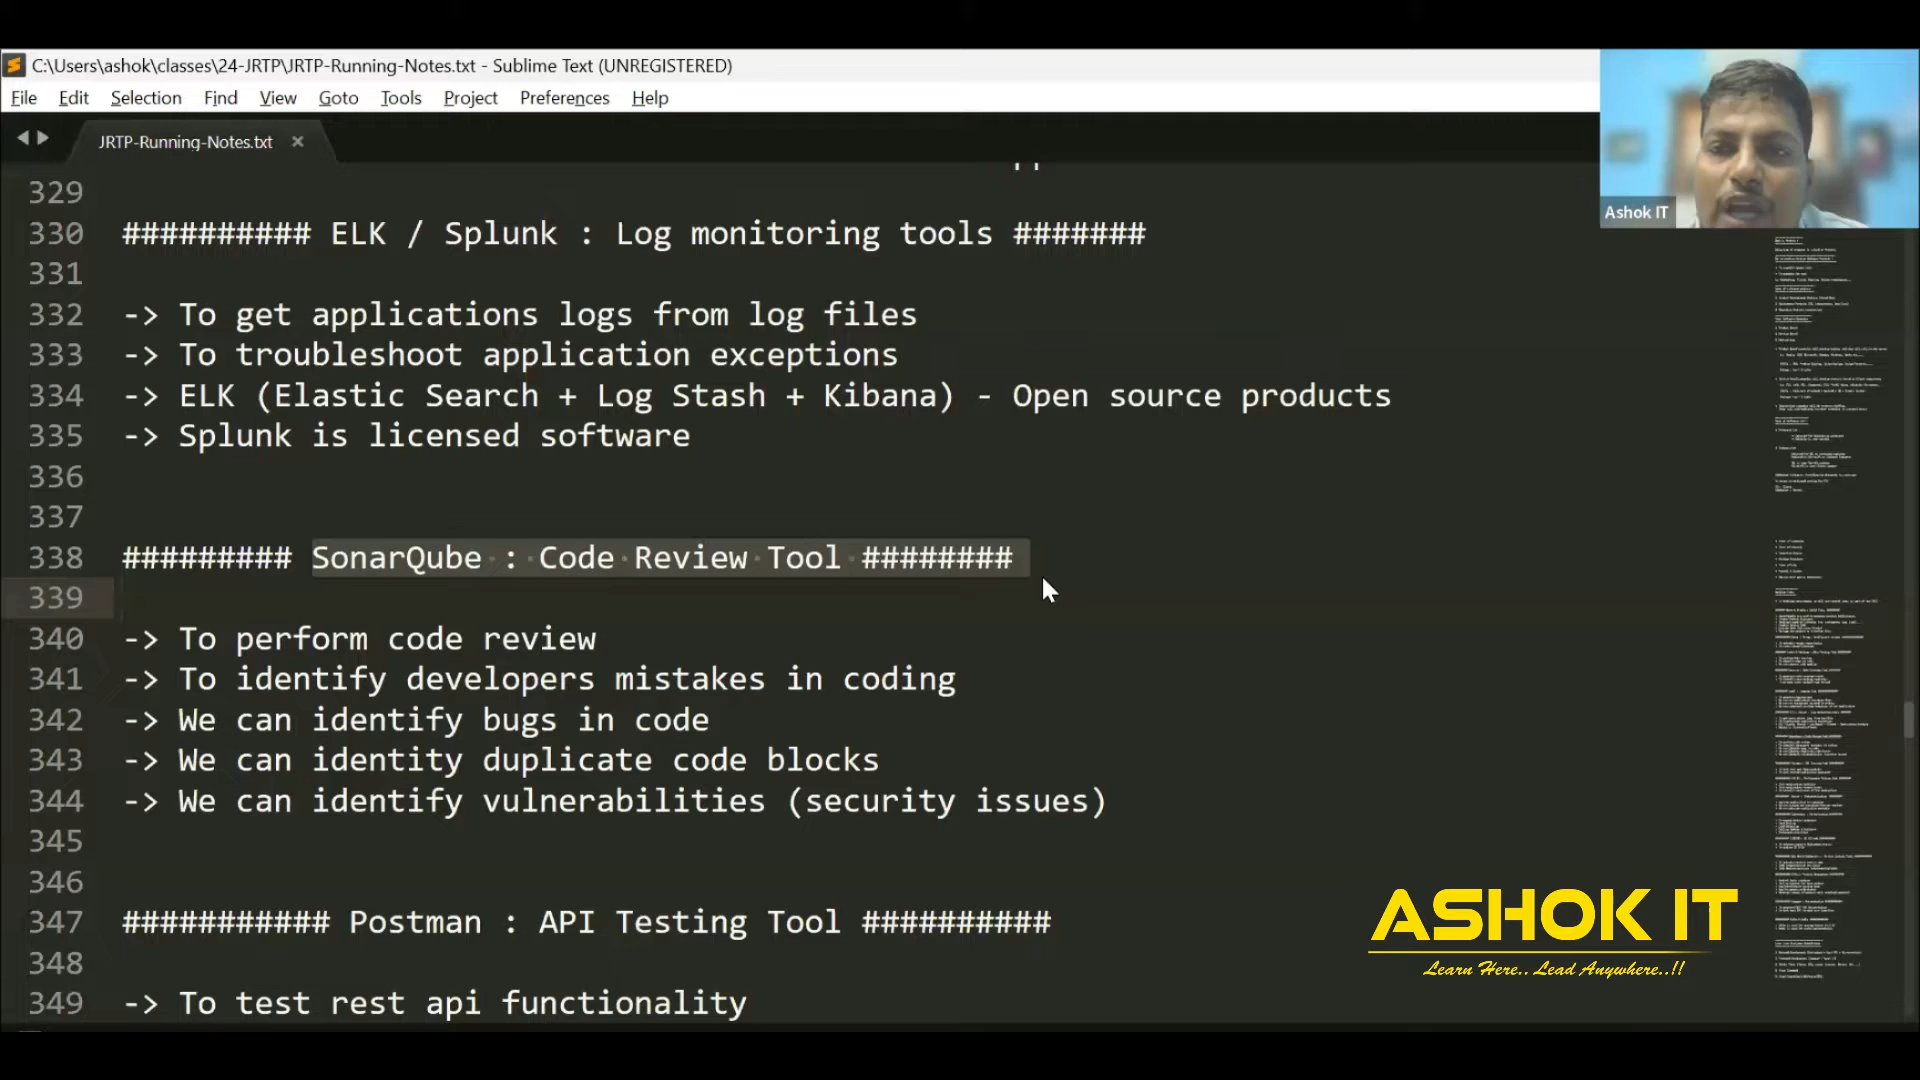 C:\Users\ashok\classes\24-JRTP\JRTP-Running-Notes.txt - Sublime Text (UNREGISTERED)
File Edit Selection Find View Goto Tools Project Preferences Help
JRTP-Running-Notes.txt ×
Ashok IT
329
330 ########## ELK / Splunk : Log monitoring tools #######
331
332 -> To get applications logs from log files
333 -> To troubleshoot application exceptions
334 -> ELK (Elastic Search + Log Stash + Kibana) - Open source products
335 -> Splunk is licensed software
336
337
338 ######### SonarQube : Code Review Tool ########
339
340 -> To perform code review
341 -> To identify developers mistakes in coding
342 -> We can identify bugs in code
343 -> We can identity duplicate code blocks
344 -> We can identify vulnerabilities (security issues)
345
346
347 ########### Postman : API Testing Tool ##########
348
349 -> To test rest api functionality
ASHOK IT
Learn Here.. Lead Anywhere..!!